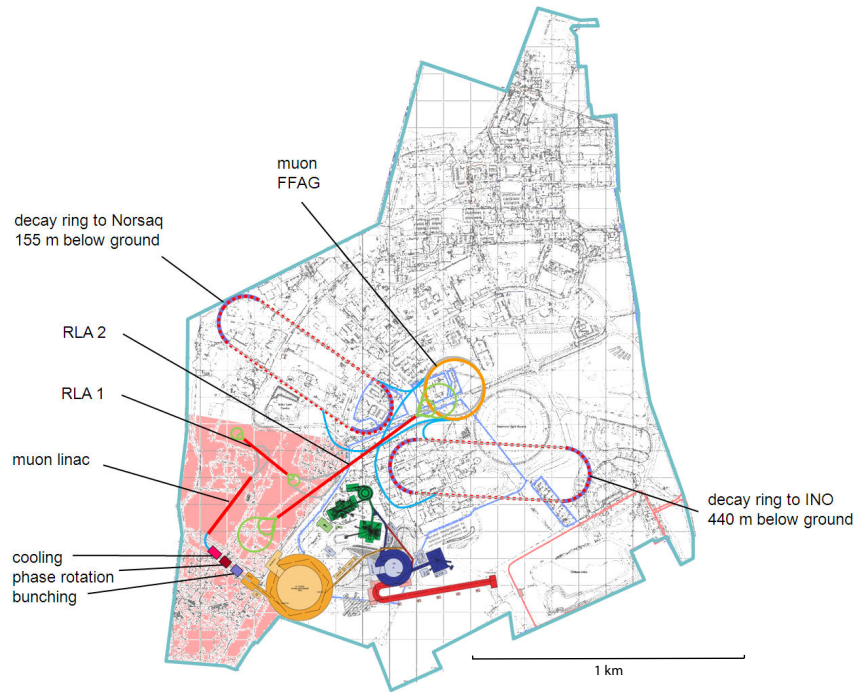 muon
FFAG
decay ring to Norsaq
155 m below ground
RLA 2
RLA 1
muon linac
decay ring to INO
440 m below ground
cooling
phase rotation
bunching
1 km